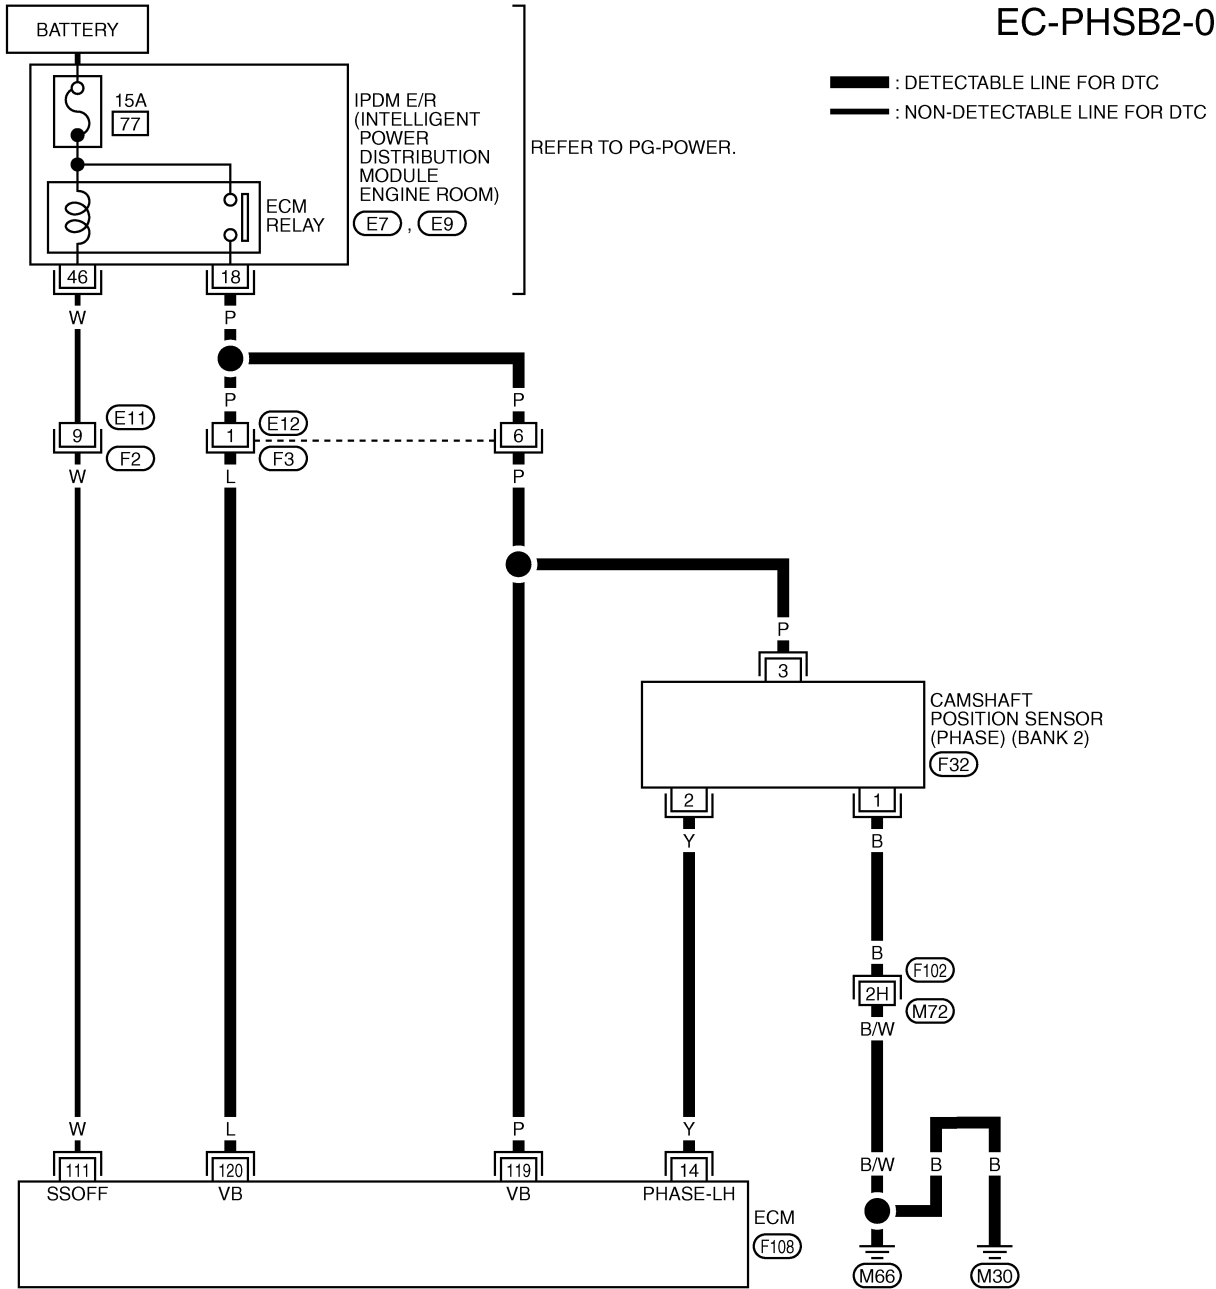 EC-PHSB2-0
BATTERY
: DETECTABLE LINE FOR DTC
: NON-DETECTABLE LINE FOR DTC
15A
77
IPDM E/R
(INTELLIGENT
POWER
DISTRIBUTION
MODULE
ENGINE ROOM)
E7 , E9
REFER TO PG-POWER.
ECM
RELAY
46 18
W P
P P
E11 E12
9 1 6
F2 F3
W L P
P
3
CAMSHAFT
POSITION SENSOR
(PHASE) (BANK 2)
F32
2 1
Y B
B
F102
2H
M72
B/W
W L P Y
B/W B B
111 120 119 14
SSOFF VB VB PHASE-LH
ECM
F108
M66 M30